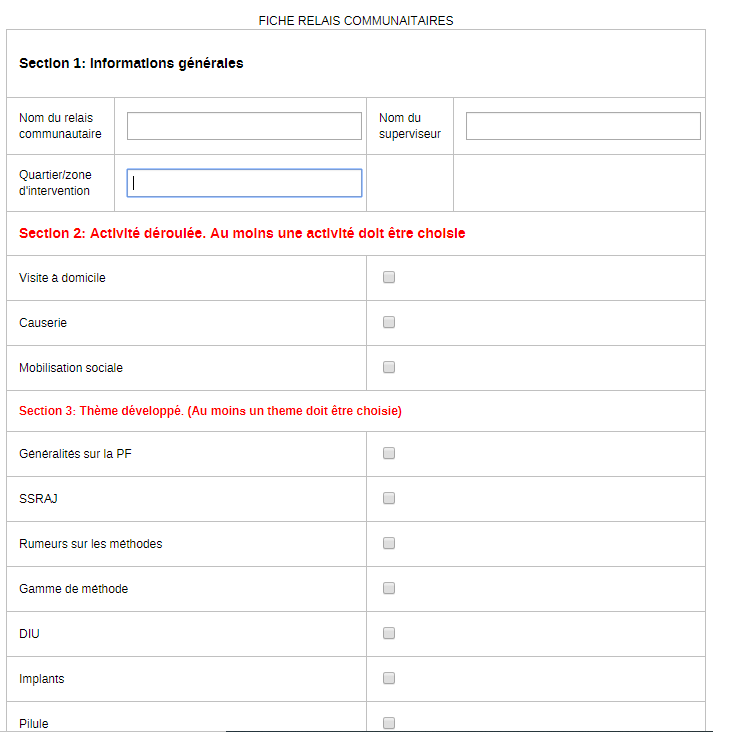 FICHE RELAIS COMMUNAITAIRES
Section 1: Informations générales
Nom du relais
communautaire
Nom du
superviseur
Quartier/zone
d'intervention
Section 2: Activité déroulée. Au moins une activité doit être choisie
Visite à domicile
Causerie
Mobilisation sociale
Section 3: Thème développé. (Au moins un theme doit être choisie)
Généralités sur la PF
SSRAJ
Rumeurs sur les méthodes
Gamme de méthode
DIU
Implants
Pilule